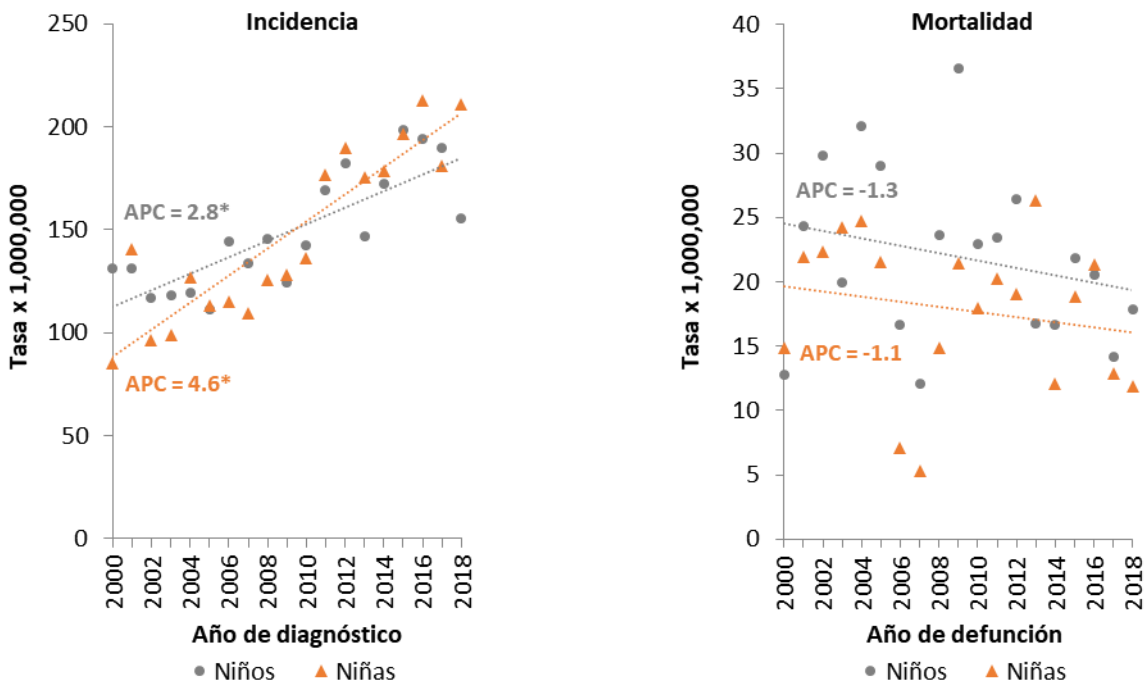 Incidencia
250
200
150
100
50
0
Tasa x 1,000,000
APC = 2.8*
APC = 4.6*
2000
2002
2004
2006
2008
2010
2012
2014
2016
2018
Año de diagnóstico
Niños
Niñas
Mortalidad
40
35
30
25
20
15
10
5
0
Tasa x 1,000,000
APC = -1.3
APC = -1.1
2000
2002
2004
2006
2008
2010
2012
2014
2016
2018
Año de defunción
Niños
Niñas